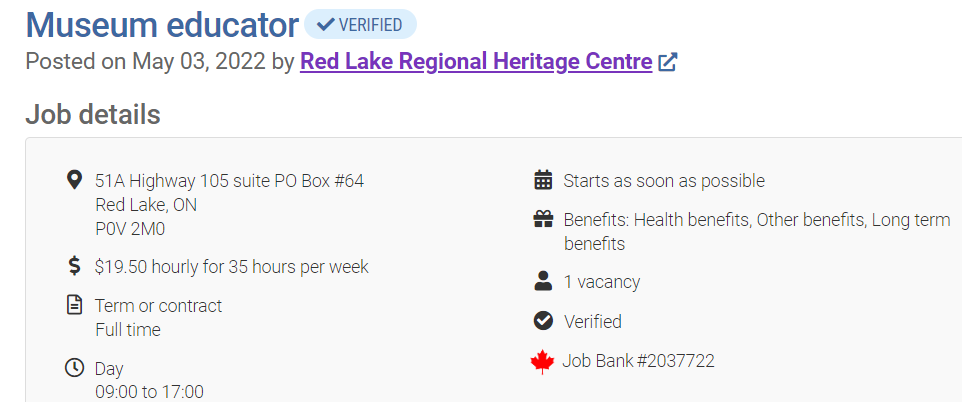 Museum educator VERIFIED
Posted on May 03, 2022 by Red Lake Regional Heritage Centre
Job details
51A Highway 105 suite PO Box #64
Red Lake, ON
P0V 2M0
$19.50 hourly for 35 hours per week
Term or contract
Full time
Day
09:00 to 17:00
Starts as soon as possible
Benefits: Health benefits, Other benefits, Long term
benefits
1 vacancy
Verified
Job Bank #2037722